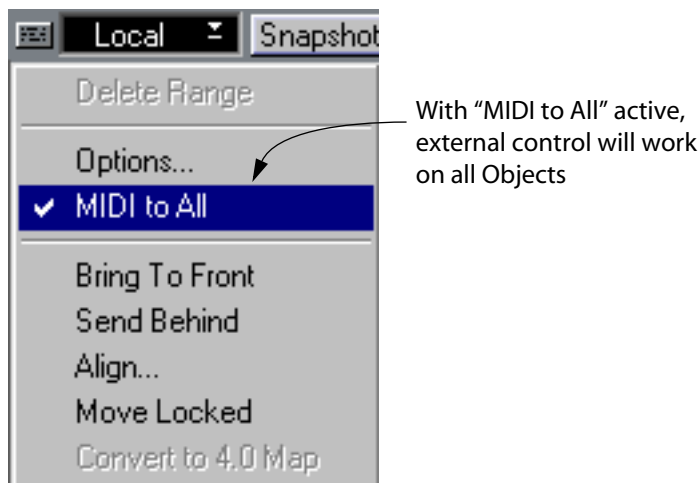 Local Snapshot
Delete Range
Options...
MIDI to All
Bring To Front
Send Behind
Align...
Move Locked
Convert to 4.0 Map
With “MIDI to All” active,
external control will work
on all Objects